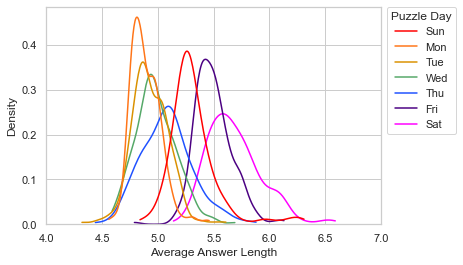 Puzzle Day
Sun
Mon
Tue
Wed
Thu
Fri
Sat
Density
0.4
0.3
0.2
0.1
0.0
4.0 4.5 5.0 5.5 6.0 6.5 7.0
Average Answer Length